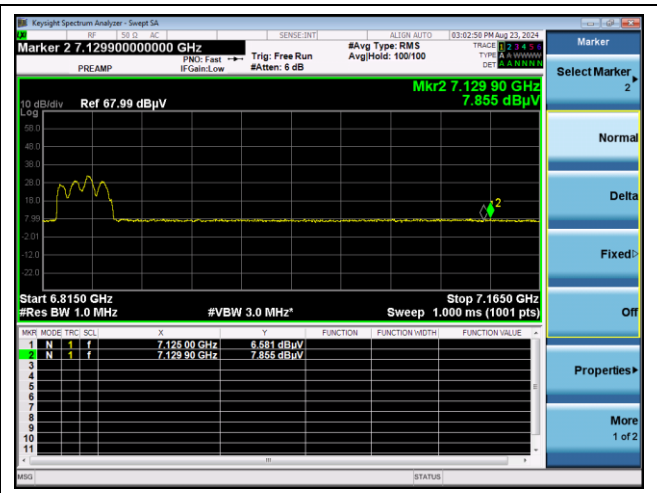 Keysight Spectrum Analyzer - Swept SA
RF 50 Ω AC SENSE:INT ALIGN AUTO 03:02:58 PM Aug 23, 2024
Marker 2 7.129900000000 GHz
PREAMP
PNO: Fast
IFGain:Low
Trig: Free Run
#Atten: 6 dB
#Avg Type: RMS
Avg|Hold: 100/100
TRACE 1 2 3 4 5 6
TYPE A A WWWW
DET A A N N N N
Mkr2 7.129 90 GHz
7.855 dBµV
10 dB/div Ref 67.99 dBµV
Log
58.0
48.0
38.0
28.0
18.0
7.99
-2.01
-12.0
-22.0
2
Start 6.8150 GHz Stop 7.1650 GHz
#Res BW 1.0 MHz #VBW 3.0 MHz* Sweep 1.000 ms (1001 pts)
MKR MODE TRC SCL X Y FUNCTION FUNCTION WIDTH FUNCTION VALUE
1 N 1 f 7.125 00 GHz 6.581 dBµV
2 N 1 f 7.129 90 GHz 7.855 dBµV
3
4
5
6
7
8
9
10
11
MSG STATUS
Marker
Select Marker
2
Normal
Delta
Fixed
Off
Properties
More
1 of 2